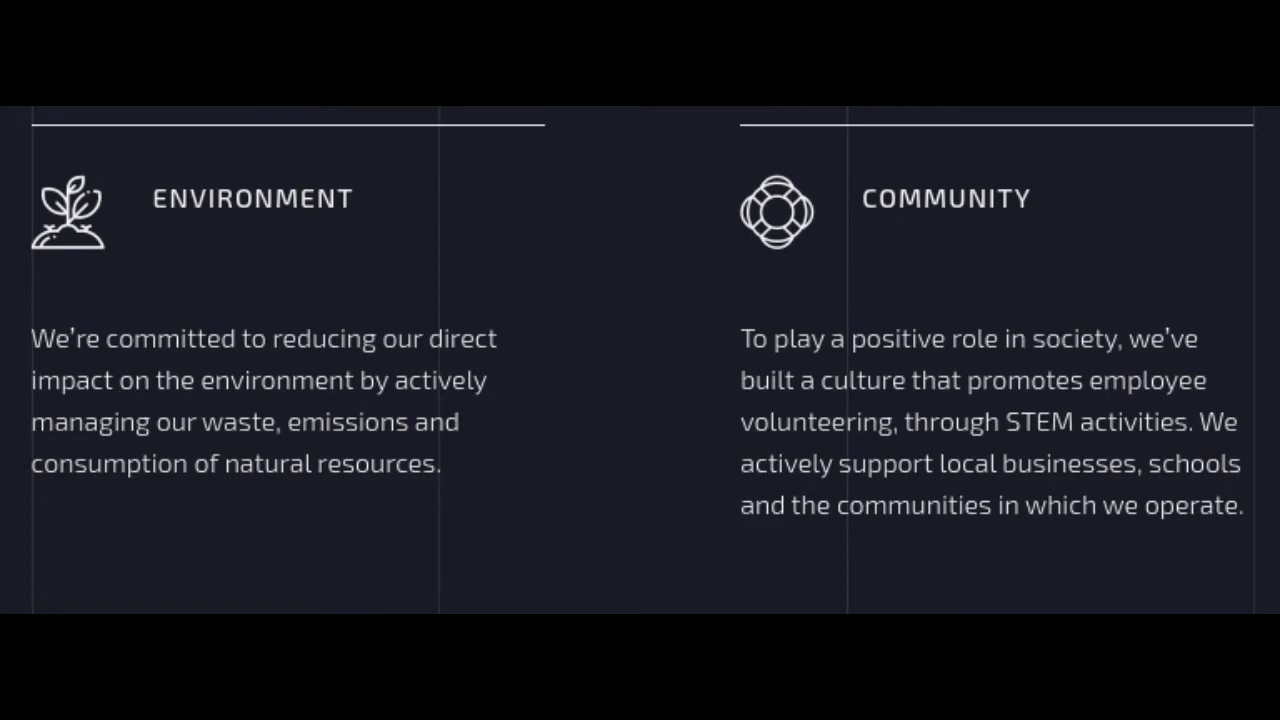 ENVIRONMENT
We’re committed to reducing our direct
impact on the environment by actively
managing our waste, emissions and
consumption of natural resources.
COMMUNITY
To play a positive role in society, we’ve
built a culture that promotes employee
volunteering, through STEM activities. We
actively support local businesses, schools
and the communities in which we operate.